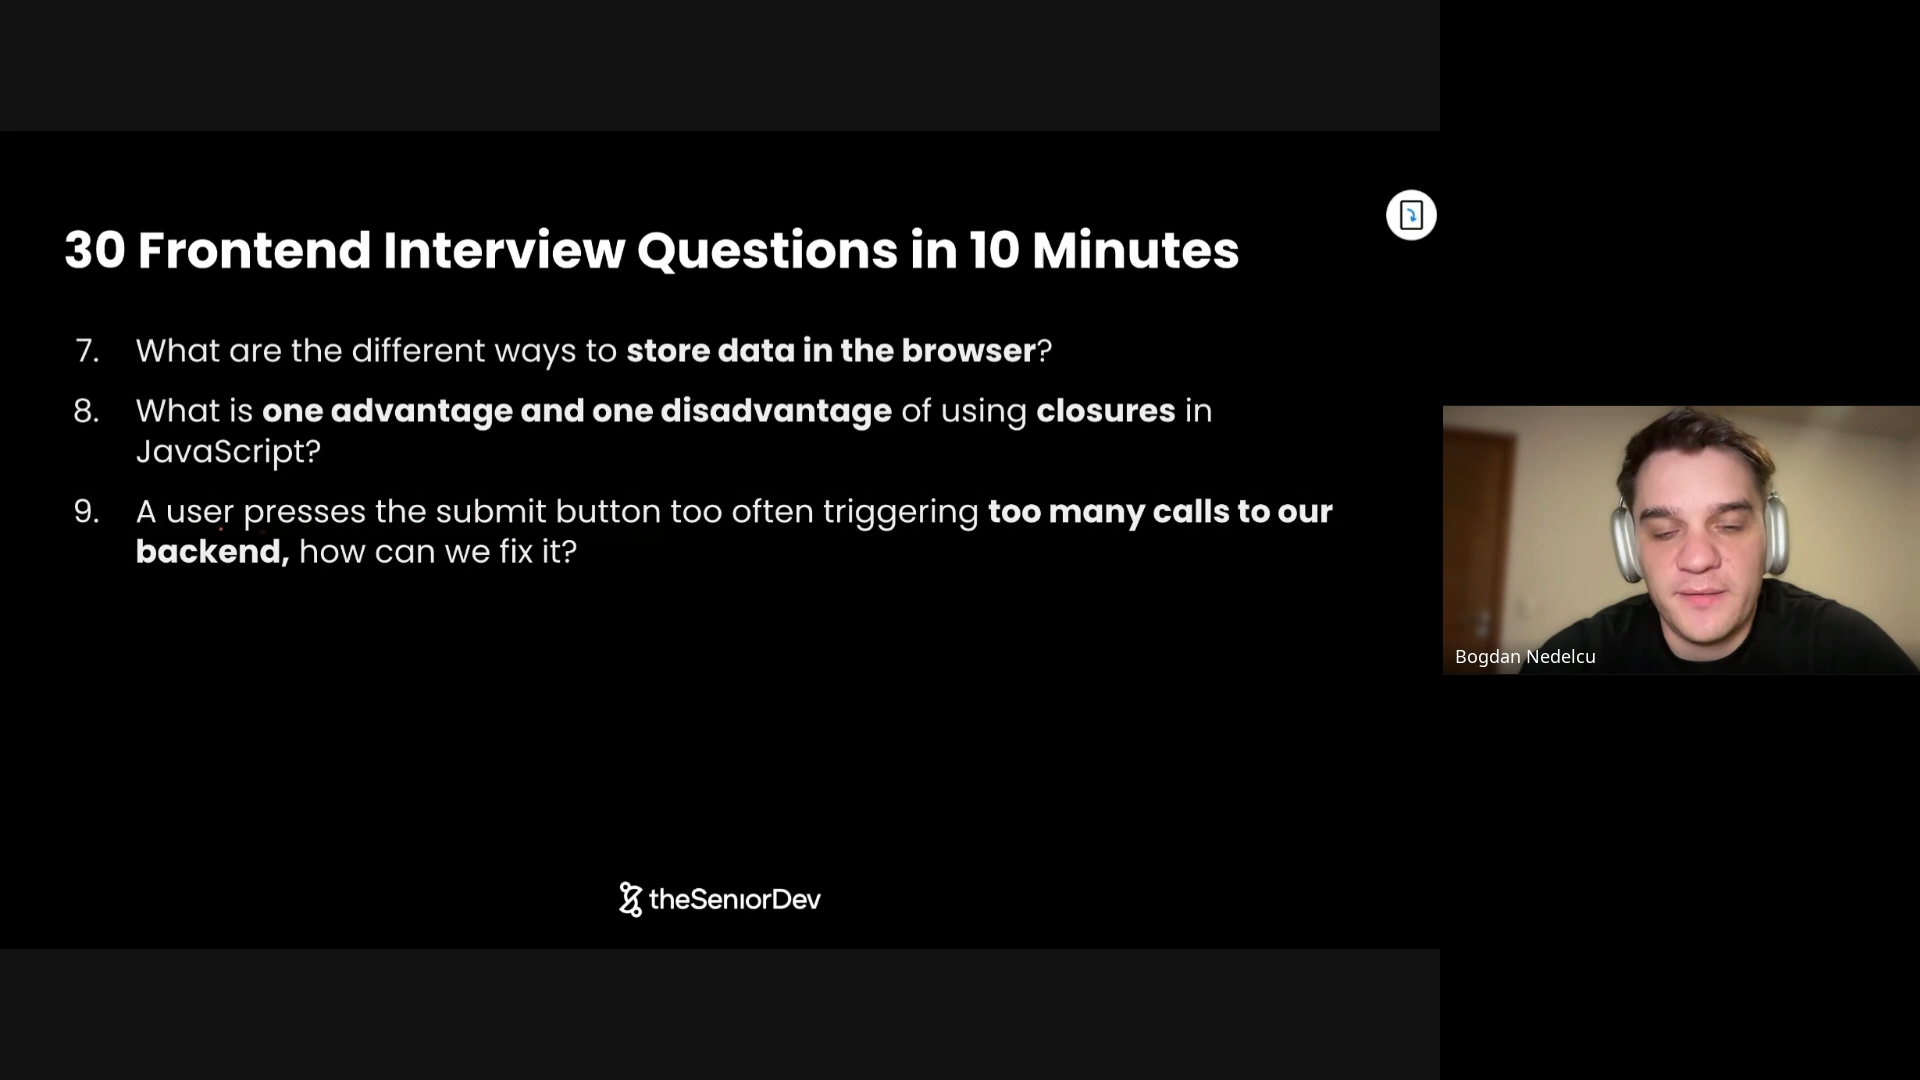 30 Frontend Interview Questions in 10 Minutes
7. What are the different ways to store data in the browser?
8. What is one advantage and one disadvantage of using closures in
JavaScript?
9. A user presses the submit button too often triggering too many calls to our
backend, how can we fix it?
Bogdan Nedelcu
theSeniorDev